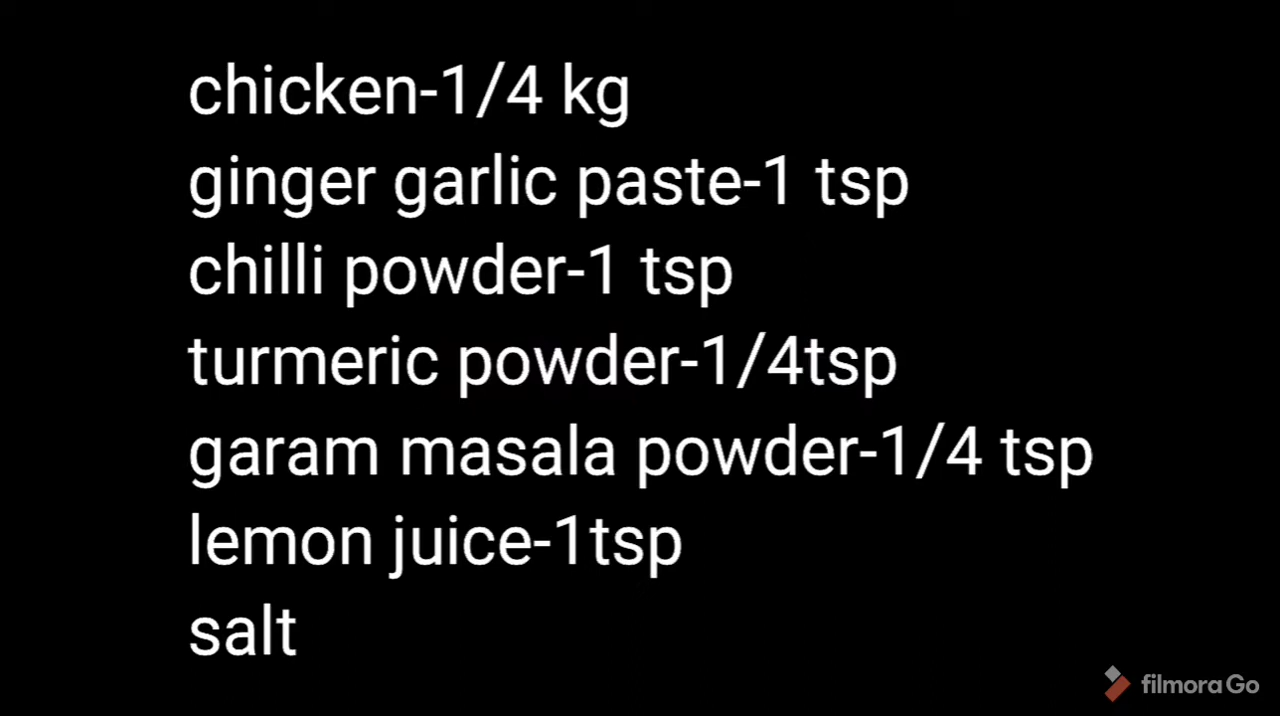 chicken-1/4 kg
ginger garlic paste-1 tsp
chilli powder-1 tsp
turmeric powder-1/4tsp
garam masala powder-1/4 tsp
lemon juice-1tsp
salt
filmoraGo